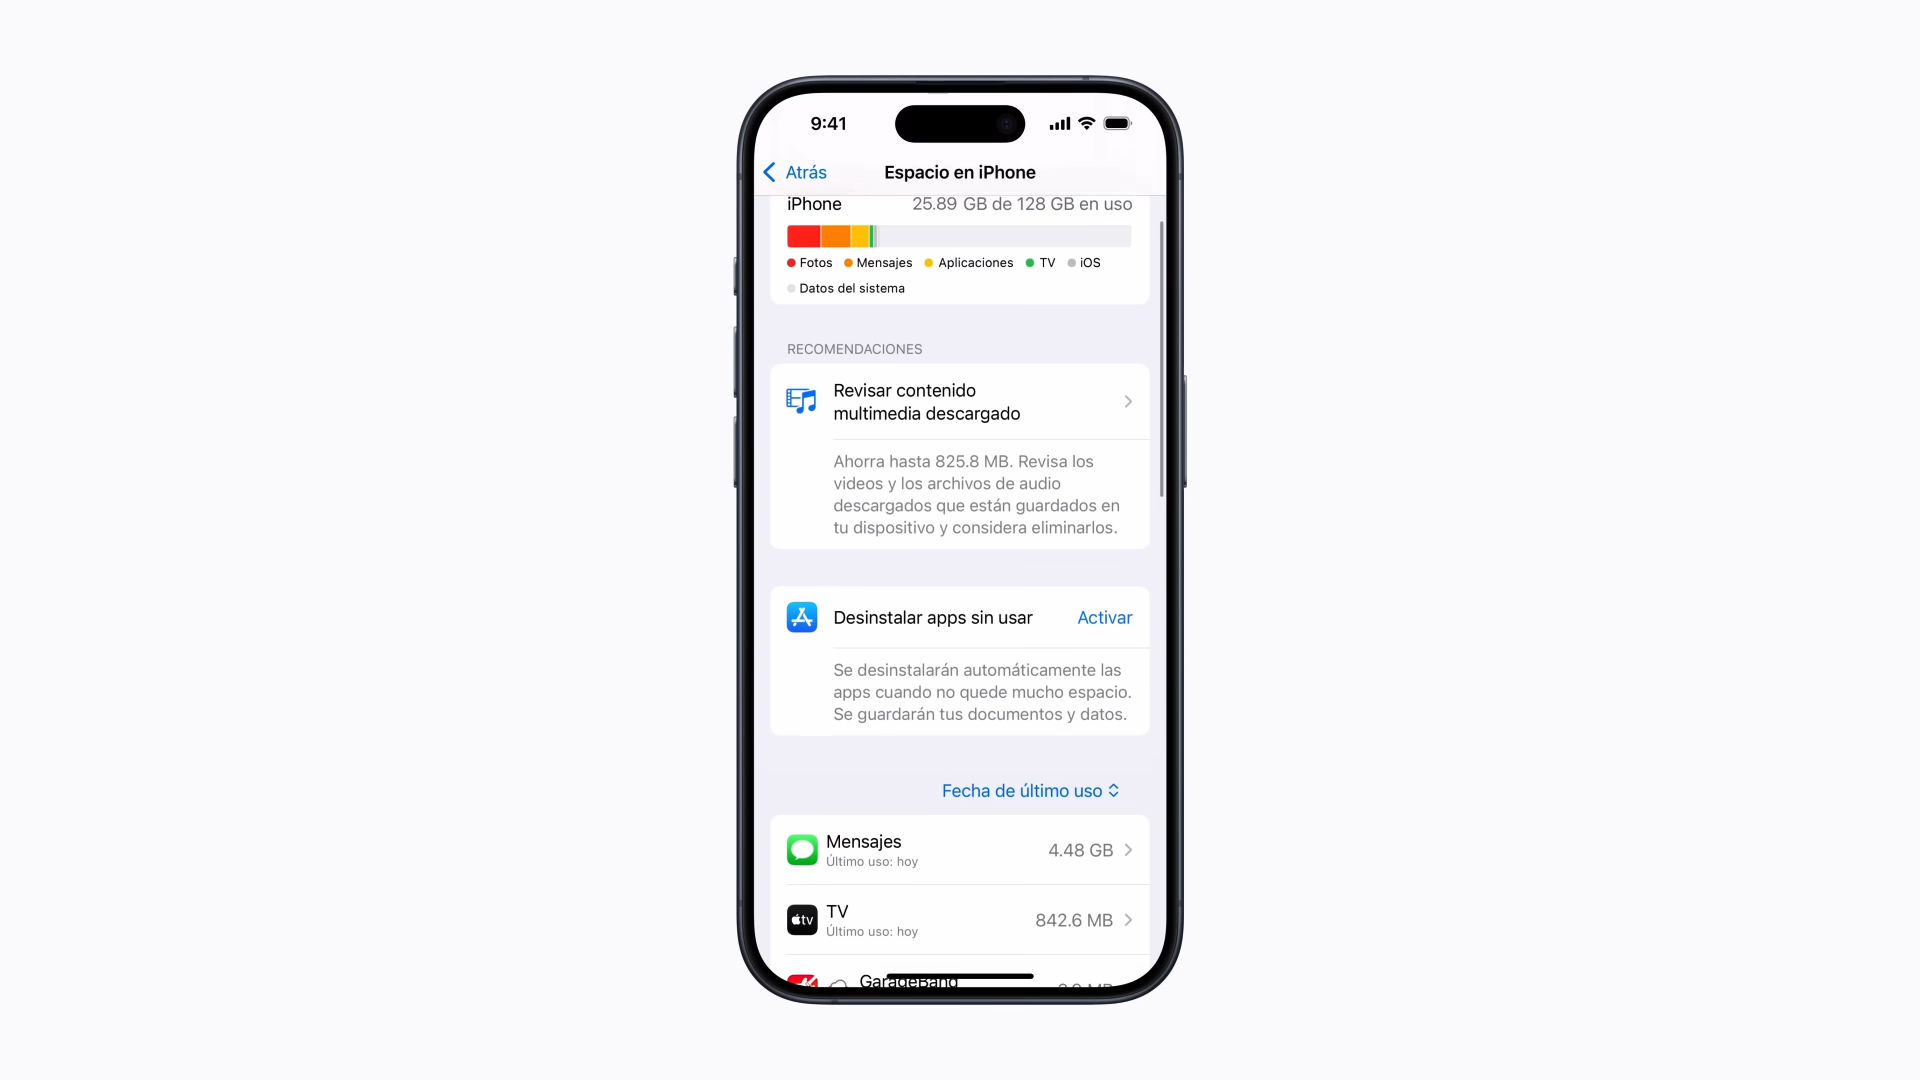 9:41
Atrás
Espacio en iPhone
iPhone
25.89 GB de 128 GB en uso
Fotos Mensajes Aplicaciones TV iOS
Datos del sistema
RECOMENDACIONES
Revisar contenido
multimedia descargado
Ahorra hasta 825.8 MB. Revisa los
videos y los archivos de audio
descargados que están guardados en
tu dispositivo y considera eliminarlos.
Desinstalar apps sin usar
Activar
Se desinstalarán automáticamente las
apps cuando no quede mucho espacio.
Se guardarán tus documentos y datos.
Fecha de último uso
Mensajes
Último uso: hoy
4.48 GB
tv
TV
Último uso: hoy
842.6 MB
GarageBand